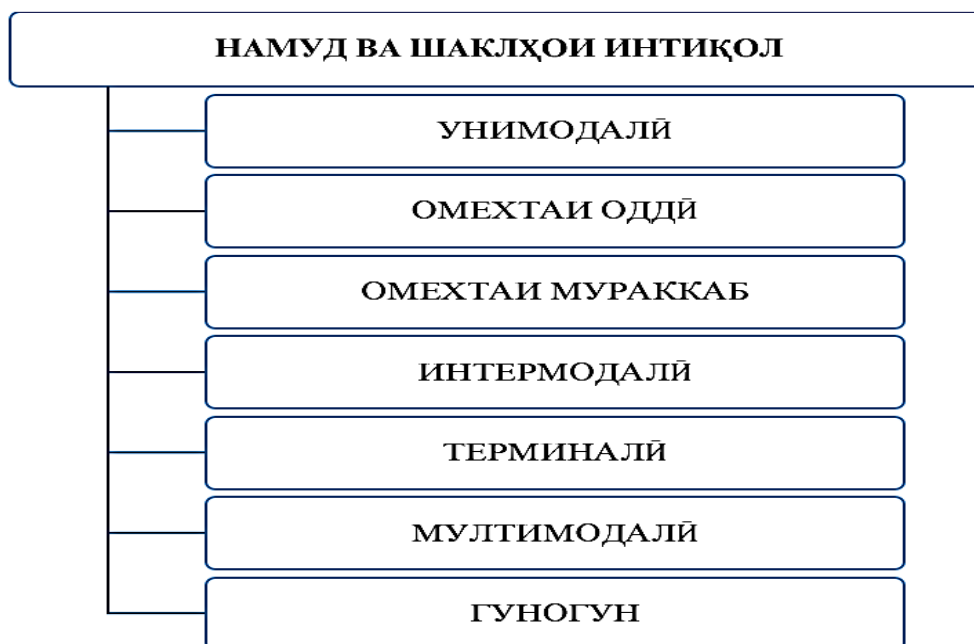 НАМУД ВА ШАКЛҲОИ ИНТИҚОЛ
УНИМОДАЛӢ
ОМЕХТАИ ОДДӢ
ОМЕХТАИ МУРАККАБ
ИНТЕРМОДАЛӢ
ТЕРМИНАЛӢ
МУЛТИМОДАЛӢ
ГУНОГУН